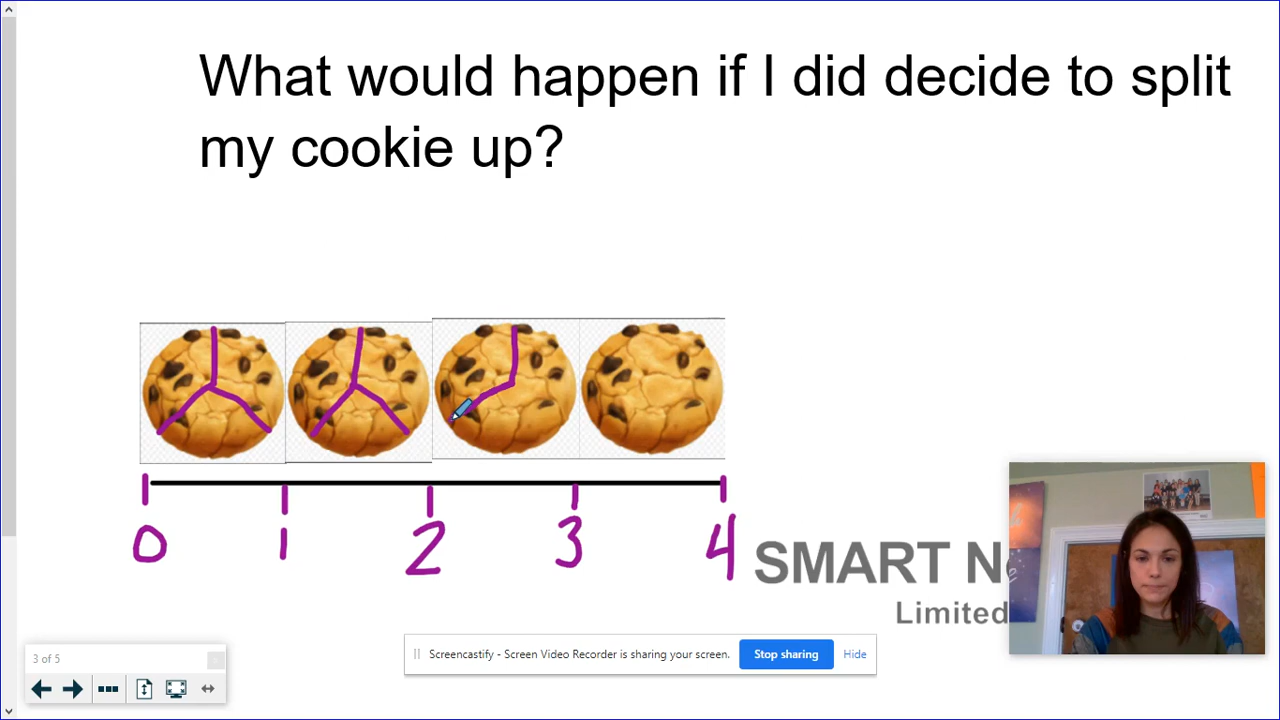 What would happen if I did decide to split
my cookie up?
0 1 2 3 4
SMART
Limited
3 of 5
Screencastify - Screen Video Recorder is sharing your screen. Stop sharing Hide